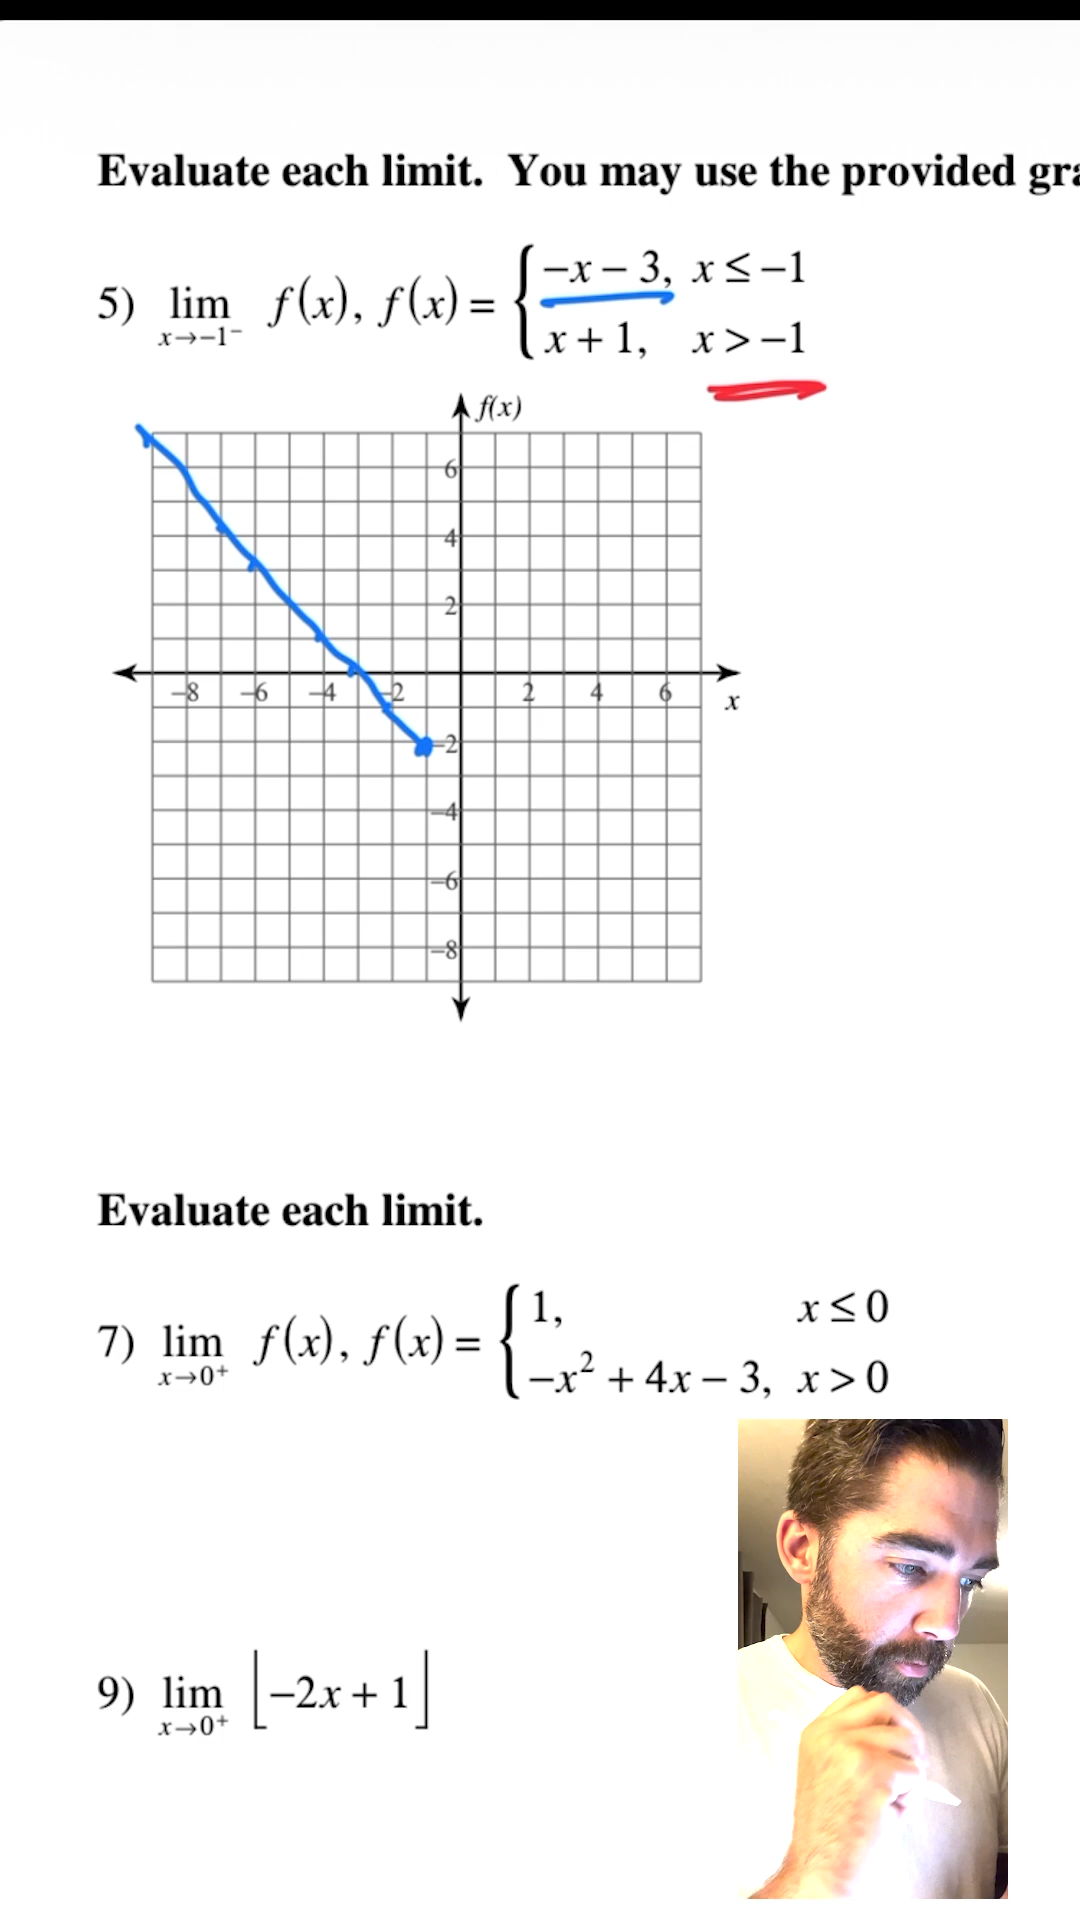 Evaluate each limit. You may use the provided gra
5) lim x→−1⁻ f(x), f(x) = { −x − 3, x ≤ −1
x + 1, x > −1
f(x)
6
4
2
−8 −6 −4 −2 2 4 6
x
−2
−4
−6
−8
Evaluate each limit.
7) lim x→0⁺ f(x), f(x) = { 1, x ≤ 0
−x² + 4x − 3, x > 0
9) lim x→0⁺ ⌊−2x + 1⌋